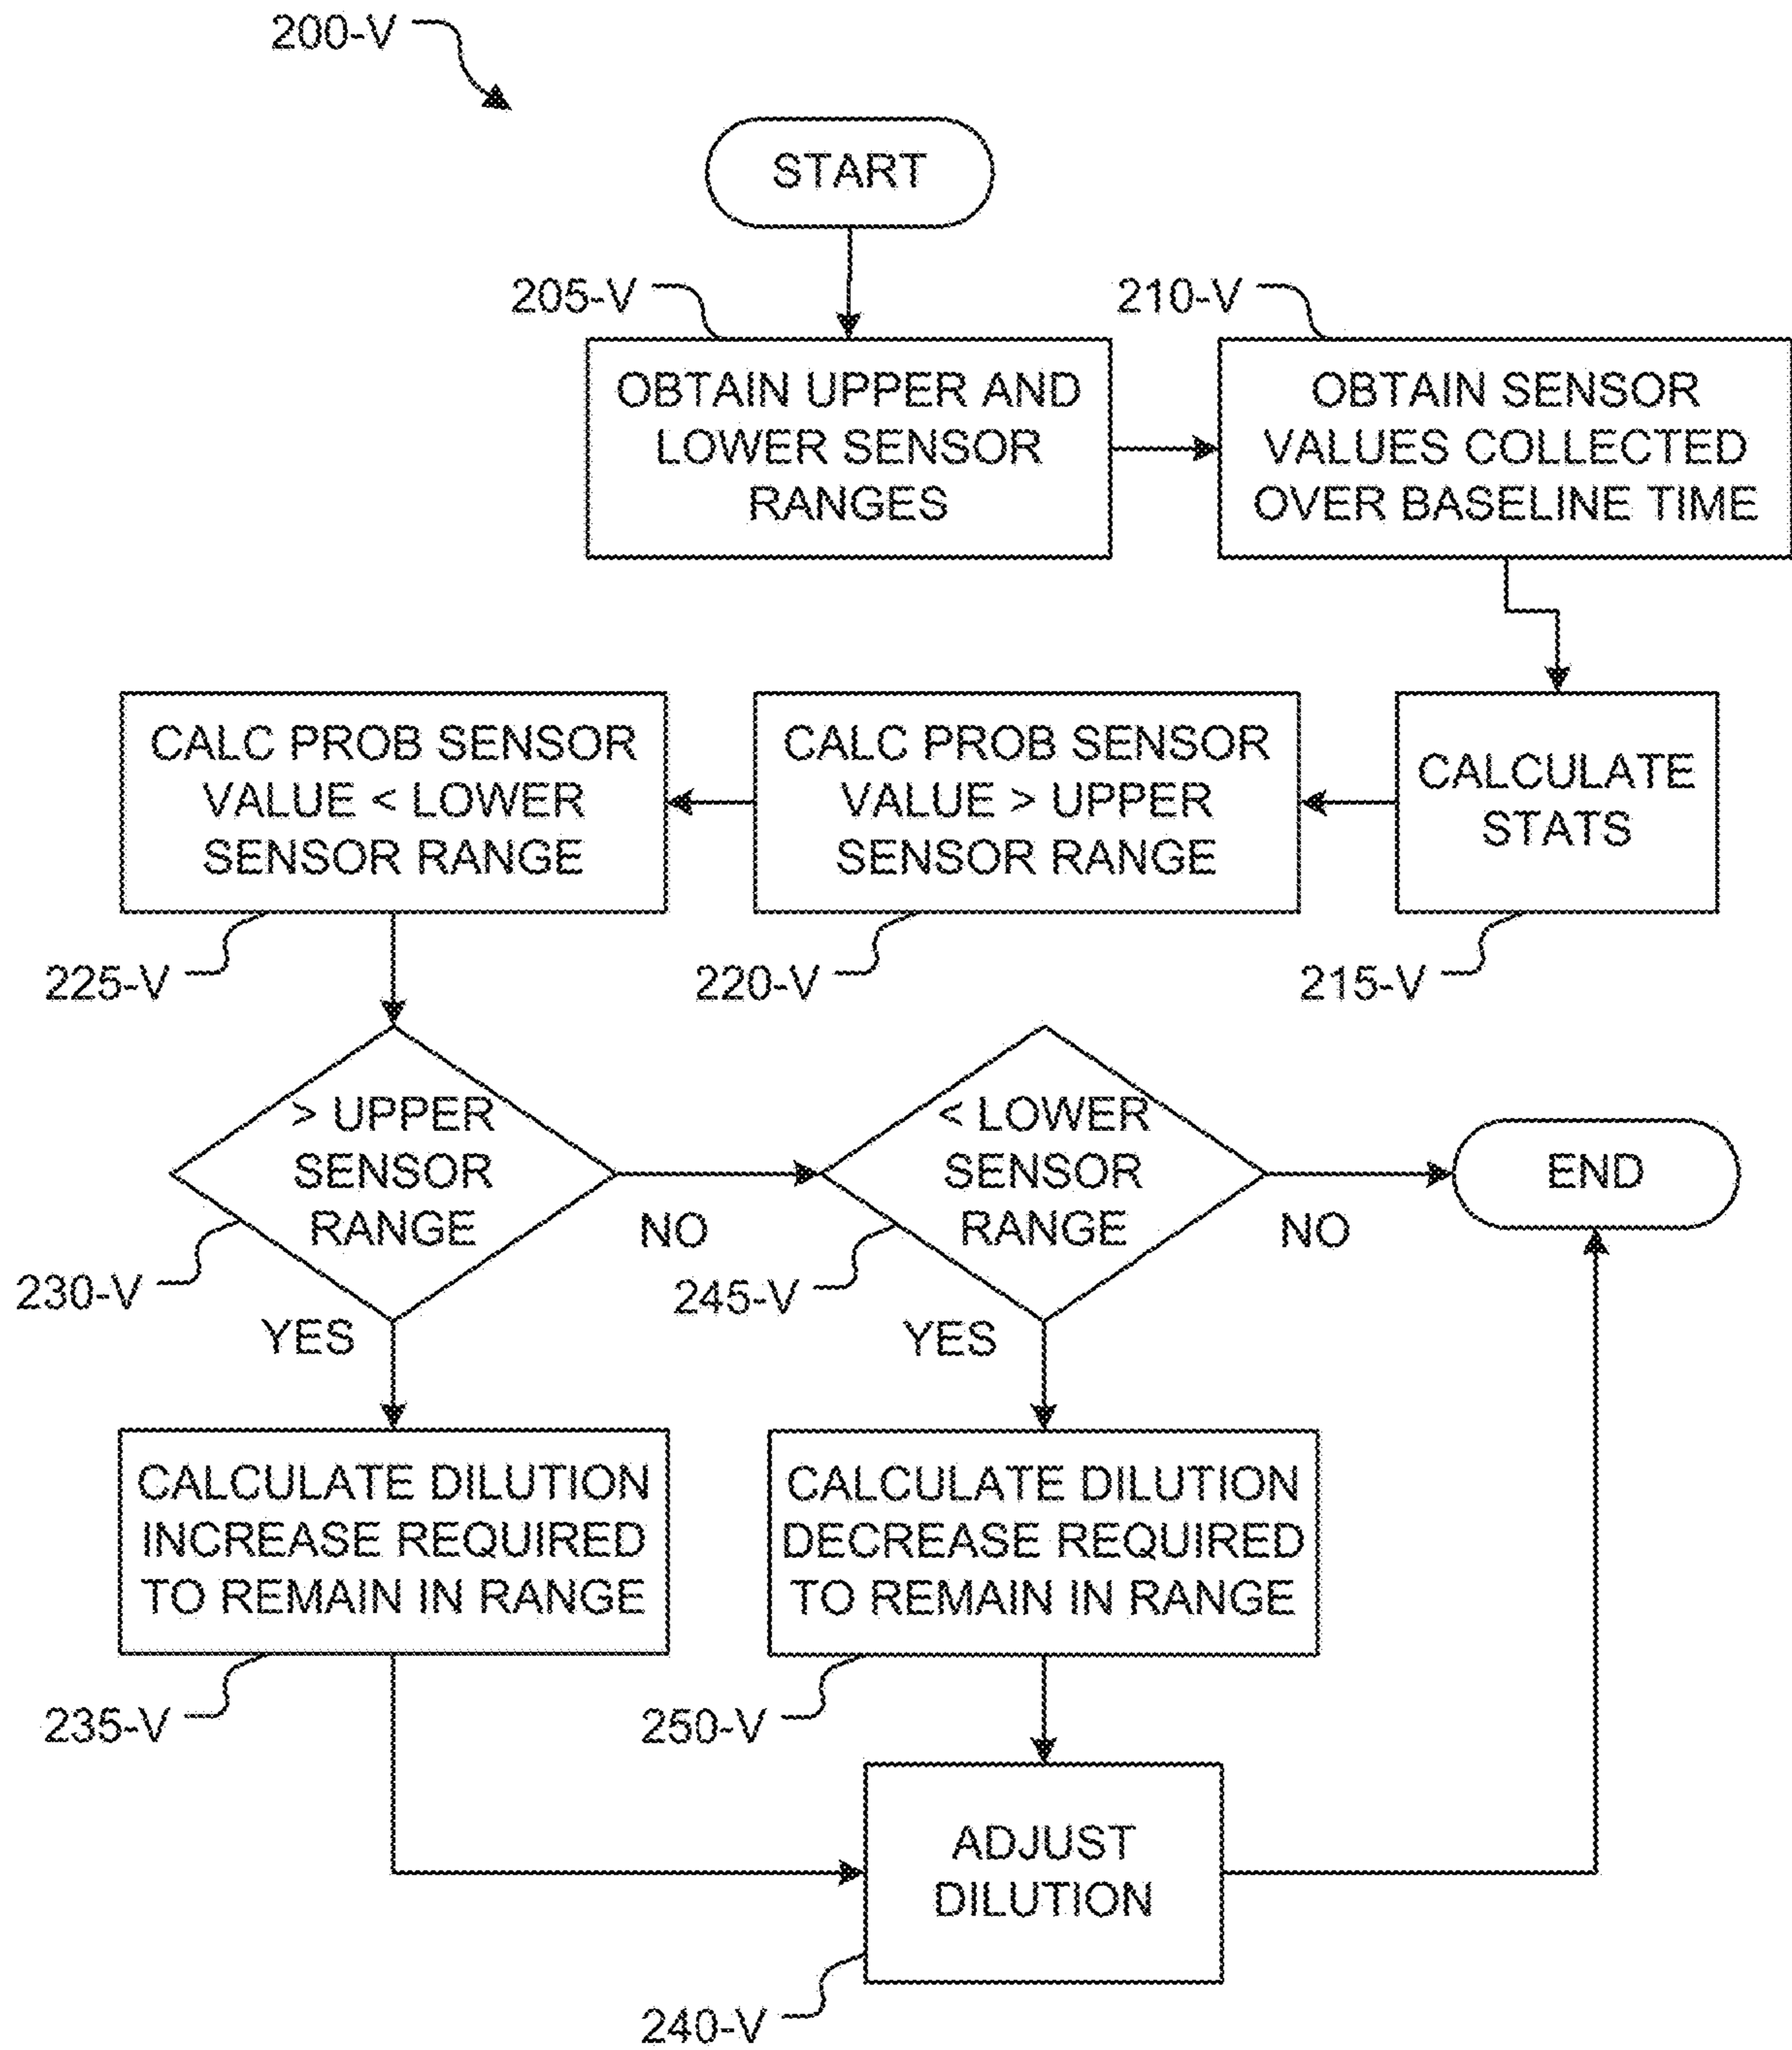 200-V
START
205-V
210-V
OBTAIN UPPER AND
LOWER SENSOR
RANGES
OBTAIN SENSOR
VALUES COLLECTED
OVER BASELINE TIME
CALC PROB SENSOR
VALUE < LOWER
SENSOR RANGE
CALC PROB SENSOR
VALUE > UPPER
SENSOR RANGE
CALCULATE
STATS
225-V
220-V
215-V
> UPPER
SENSOR
RANGE
< LOWER
SENSOR
RANGE
END
NO
NO
230-V
245-V
YES
YES
CALCULATE DILUTION
INCREASE REQUIRED
TO REMAIN IN RANGE
CALCULATE DILUTION
DECREASE REQUIRED
TO REMAIN IN RANGE
235-V
250-V
ADJUST
DILUTION
240-V